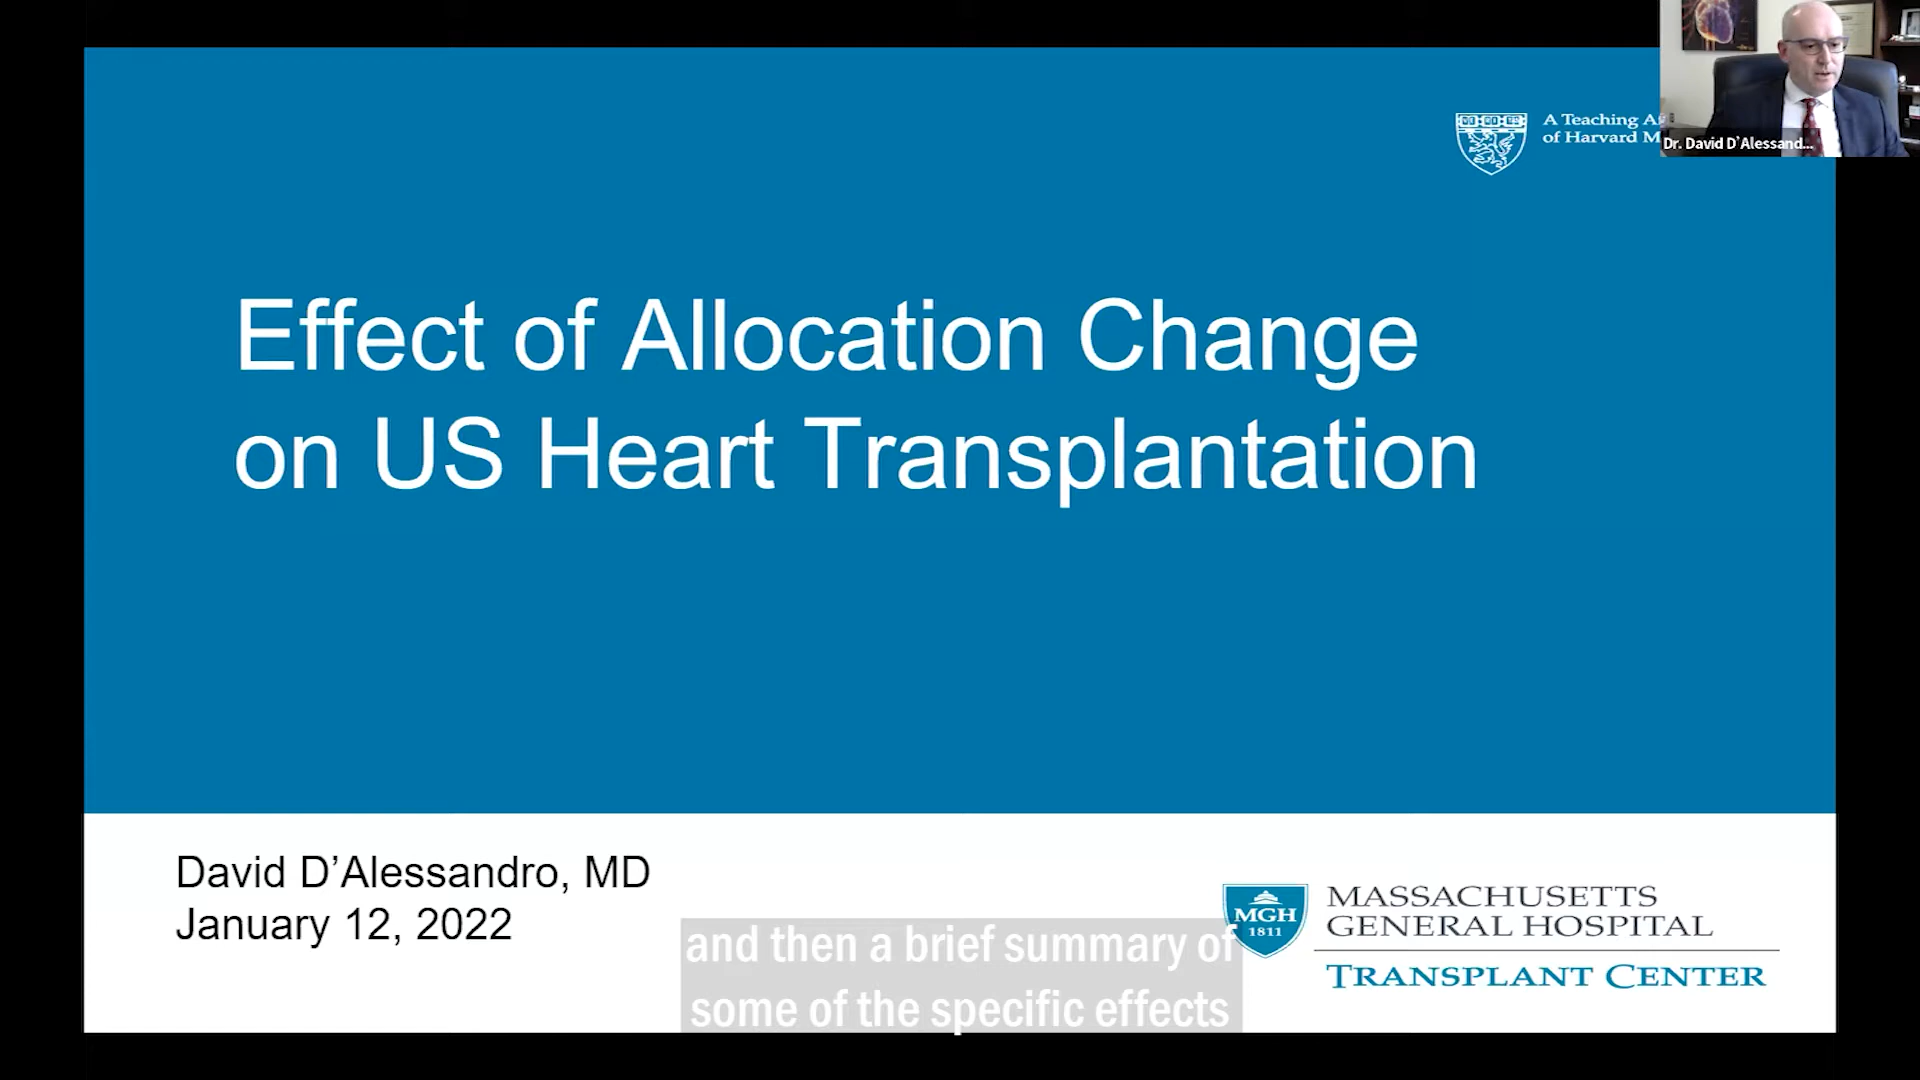 A Teaching A
of Harvard M
Dr. David D'Alessand...
Effect of Allocation Change
on US Heart Transplantation
David D'Alessandro, MD
January 12, 2022
MGH
1811
MASSACHUSETTS
GENERAL HOSPITAL
TRANSPLANT CENTER
and then a brief summary of
some of the specific effects